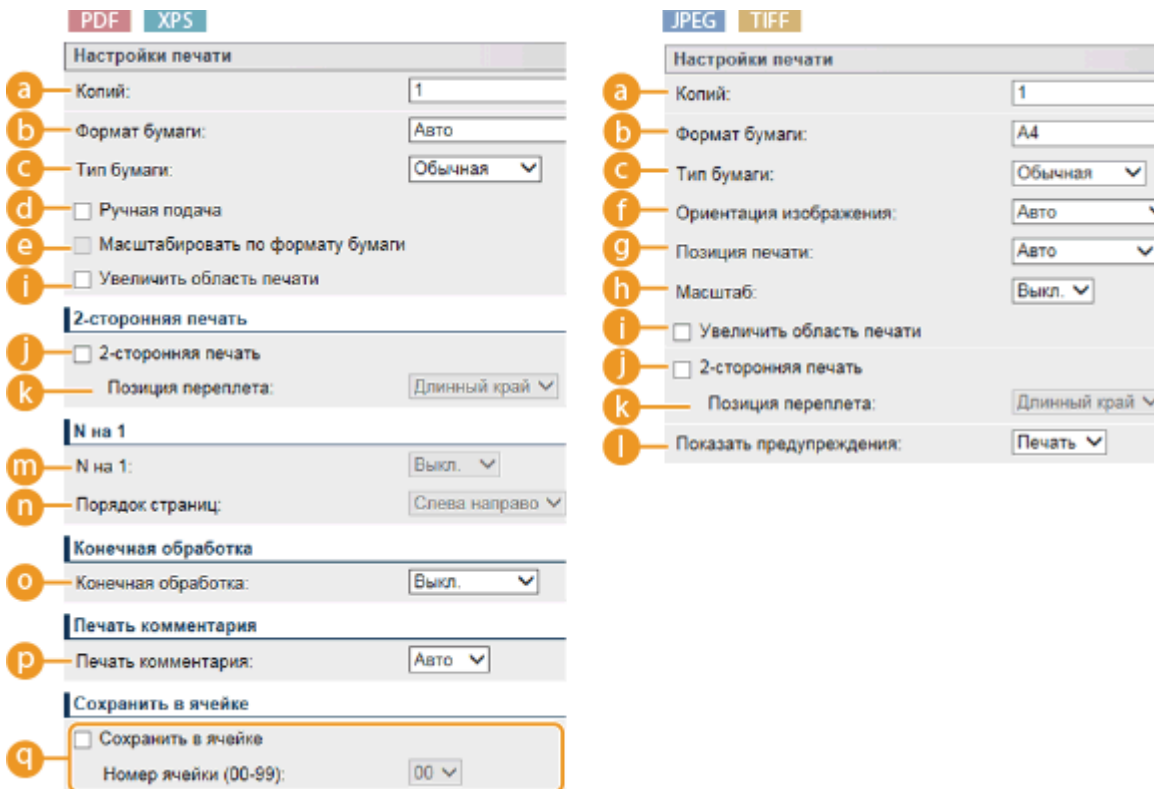 PDF XPS
Настройки печати
a Копий: 1
b Формат бумаги: Авто
c Тип бумаги: Обычная
d Ручная подача
e Масштабировать по формату бумаги
i Увеличить область печати
2-сторонняя печать
j 2-сторонняя печать
k Позиция переплета: Длинный край
N на 1
m N на 1: Выкл.
n Порядок страниц: Слева направо
Конечная обработка
o Конечная обработка: Выкл.
Печать комментария
p Печать комментария: Авто
Сохранить в ячейке
q Сохранить в ячейке
Номер ячейки (00-99): 00
JPEG TIFF
Настройки печати
a Копий: 1
b Формат бумаги: A4
c Тип бумаги: Обычная
f Ориентация изображения: Авто
g Позиция печати: Авто
h Масштаб: Выкл.
i Увеличить область печати
j 2-сторонняя печать
k Позиция переплета: Длинный край
l Показать предупреждения: Печать